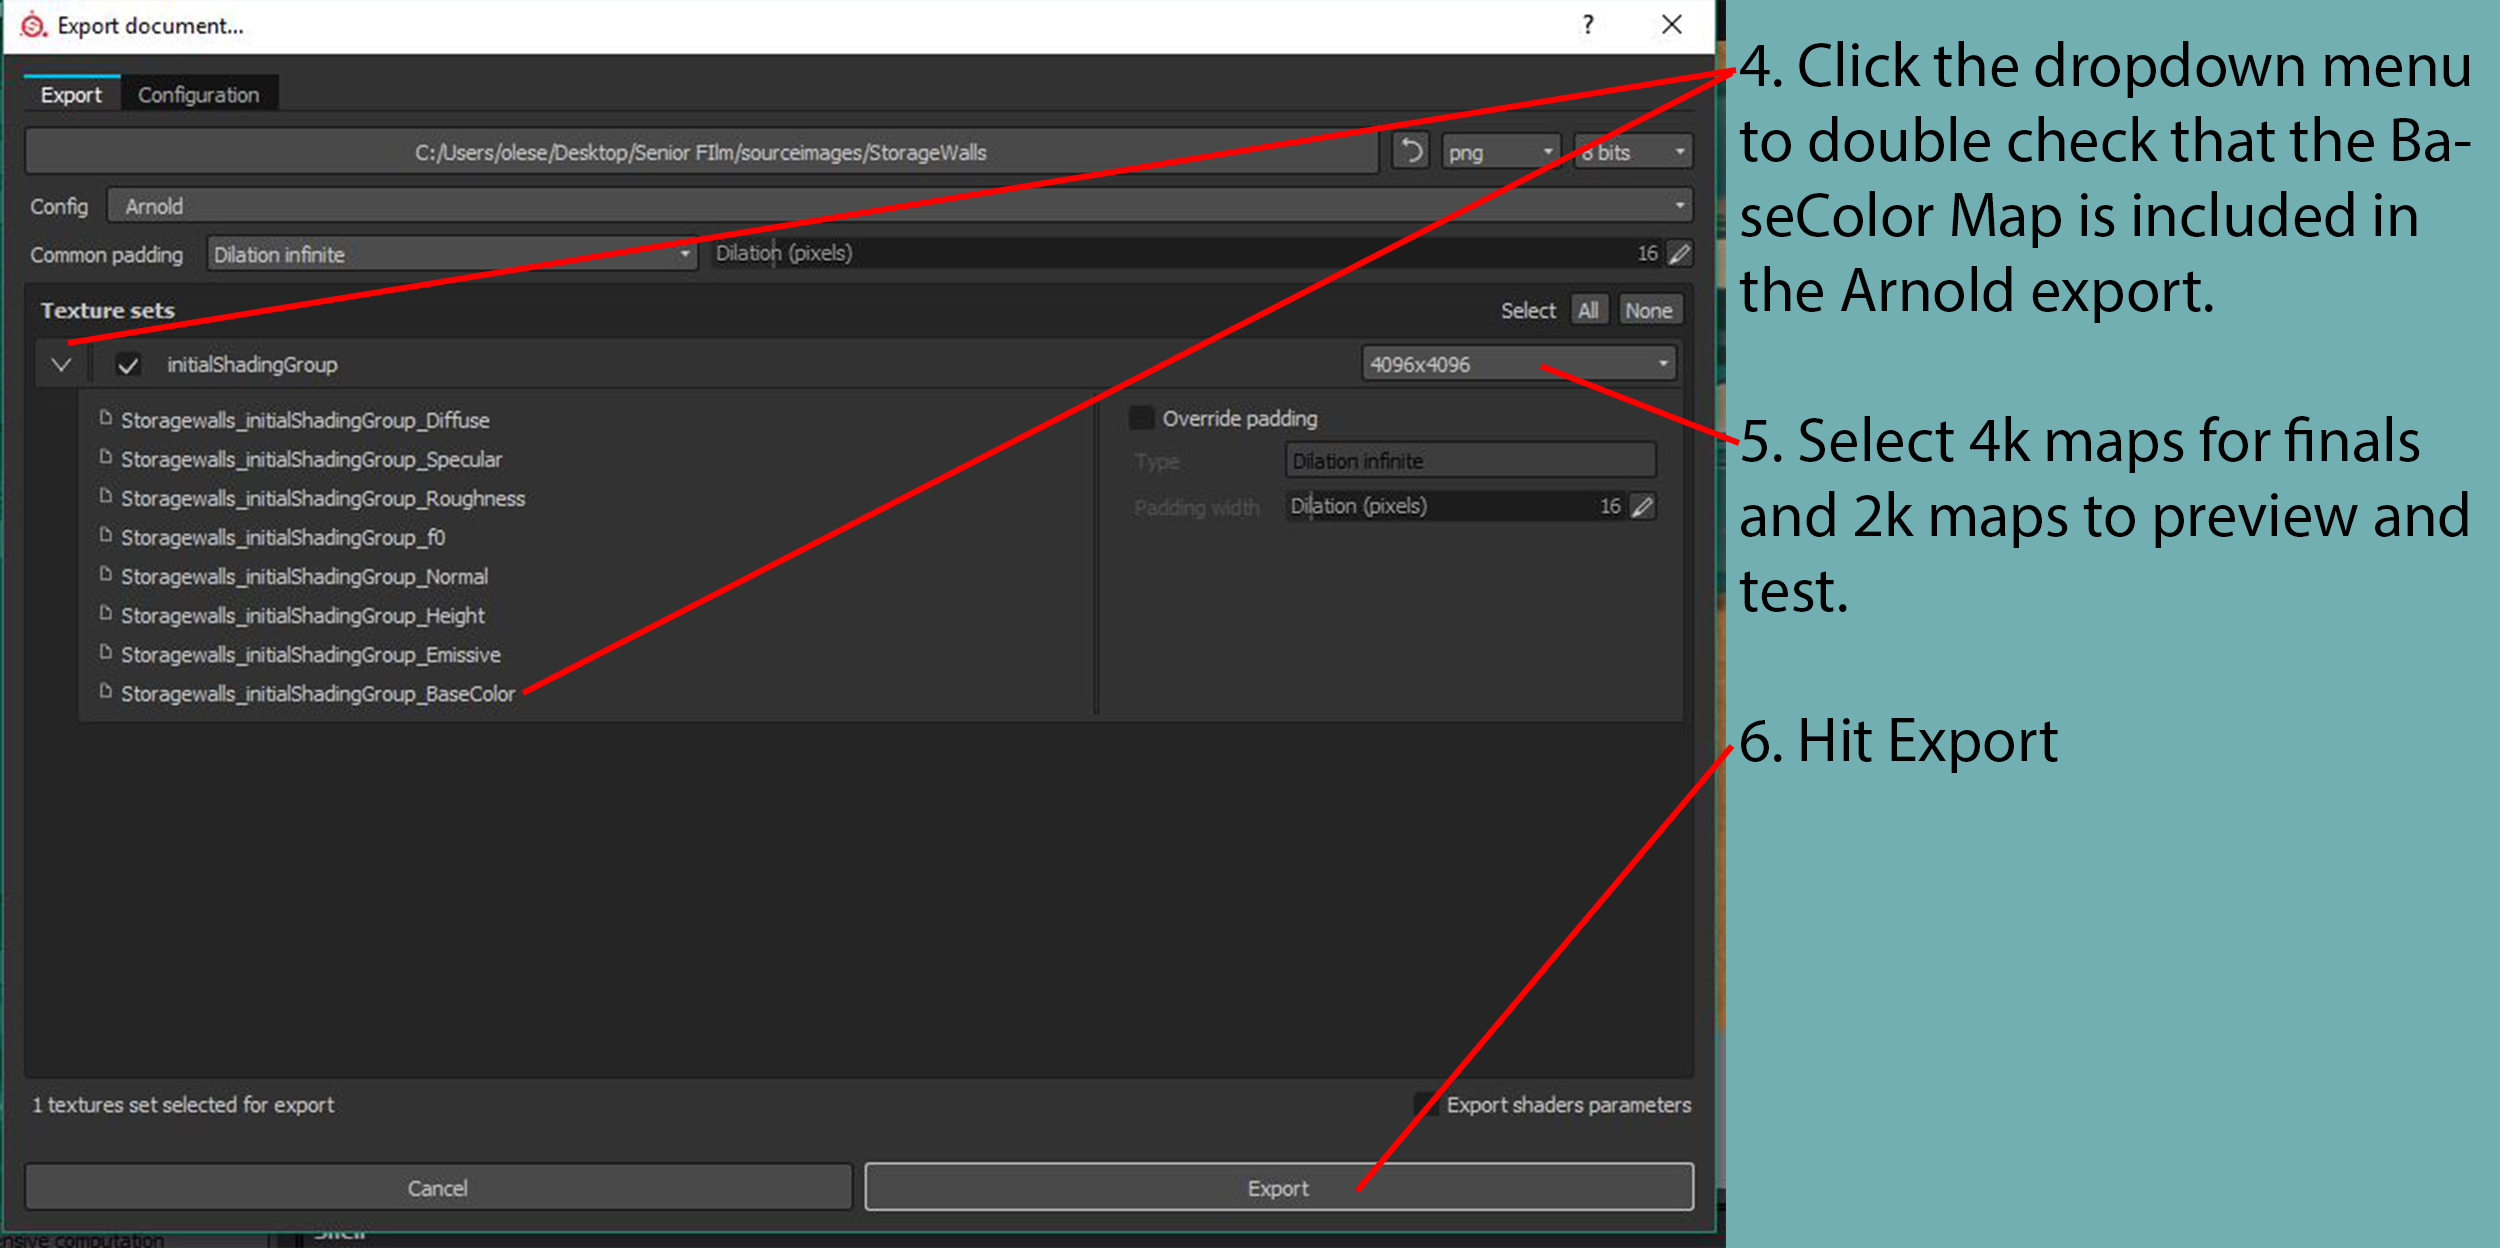 Export document...
?
Export Configuration
C:/Users/olese/Desktop/Senior FIlm/sourceimages/StorageWalls png 8 bits
Config Arnold
Common padding Dilation infinite Dilation (pixels) 16
Texture sets Select All None
initialShadingGroup 4096x4096
Storagewalls_initialShadingGroup_Diffuse
Storagewalls_initialShadingGroup_Specular
Storagewalls_initialShadingGroup_Roughness
Storagewalls_initialShadingGroup_f0
Storagewalls_initialShadingGroup_Normal
Storagewalls_initialShadingGroup_Height
Storagewalls_initialShadingGroup_Emissive
Storagewalls_initialShadingGroup_BaseColor
Override padding
Type Dilation infinite
Padding width Dilation (pixels) 16
1 textures set selected for export
Export shaders parameters
Cancel Export
4. Click the dropdown menu
to double check that the Ba-
seColor Map is included in
the Arnold export.
5. Select 4k maps for finals
and 2k maps to preview and
test.
6. Hit Export
computation